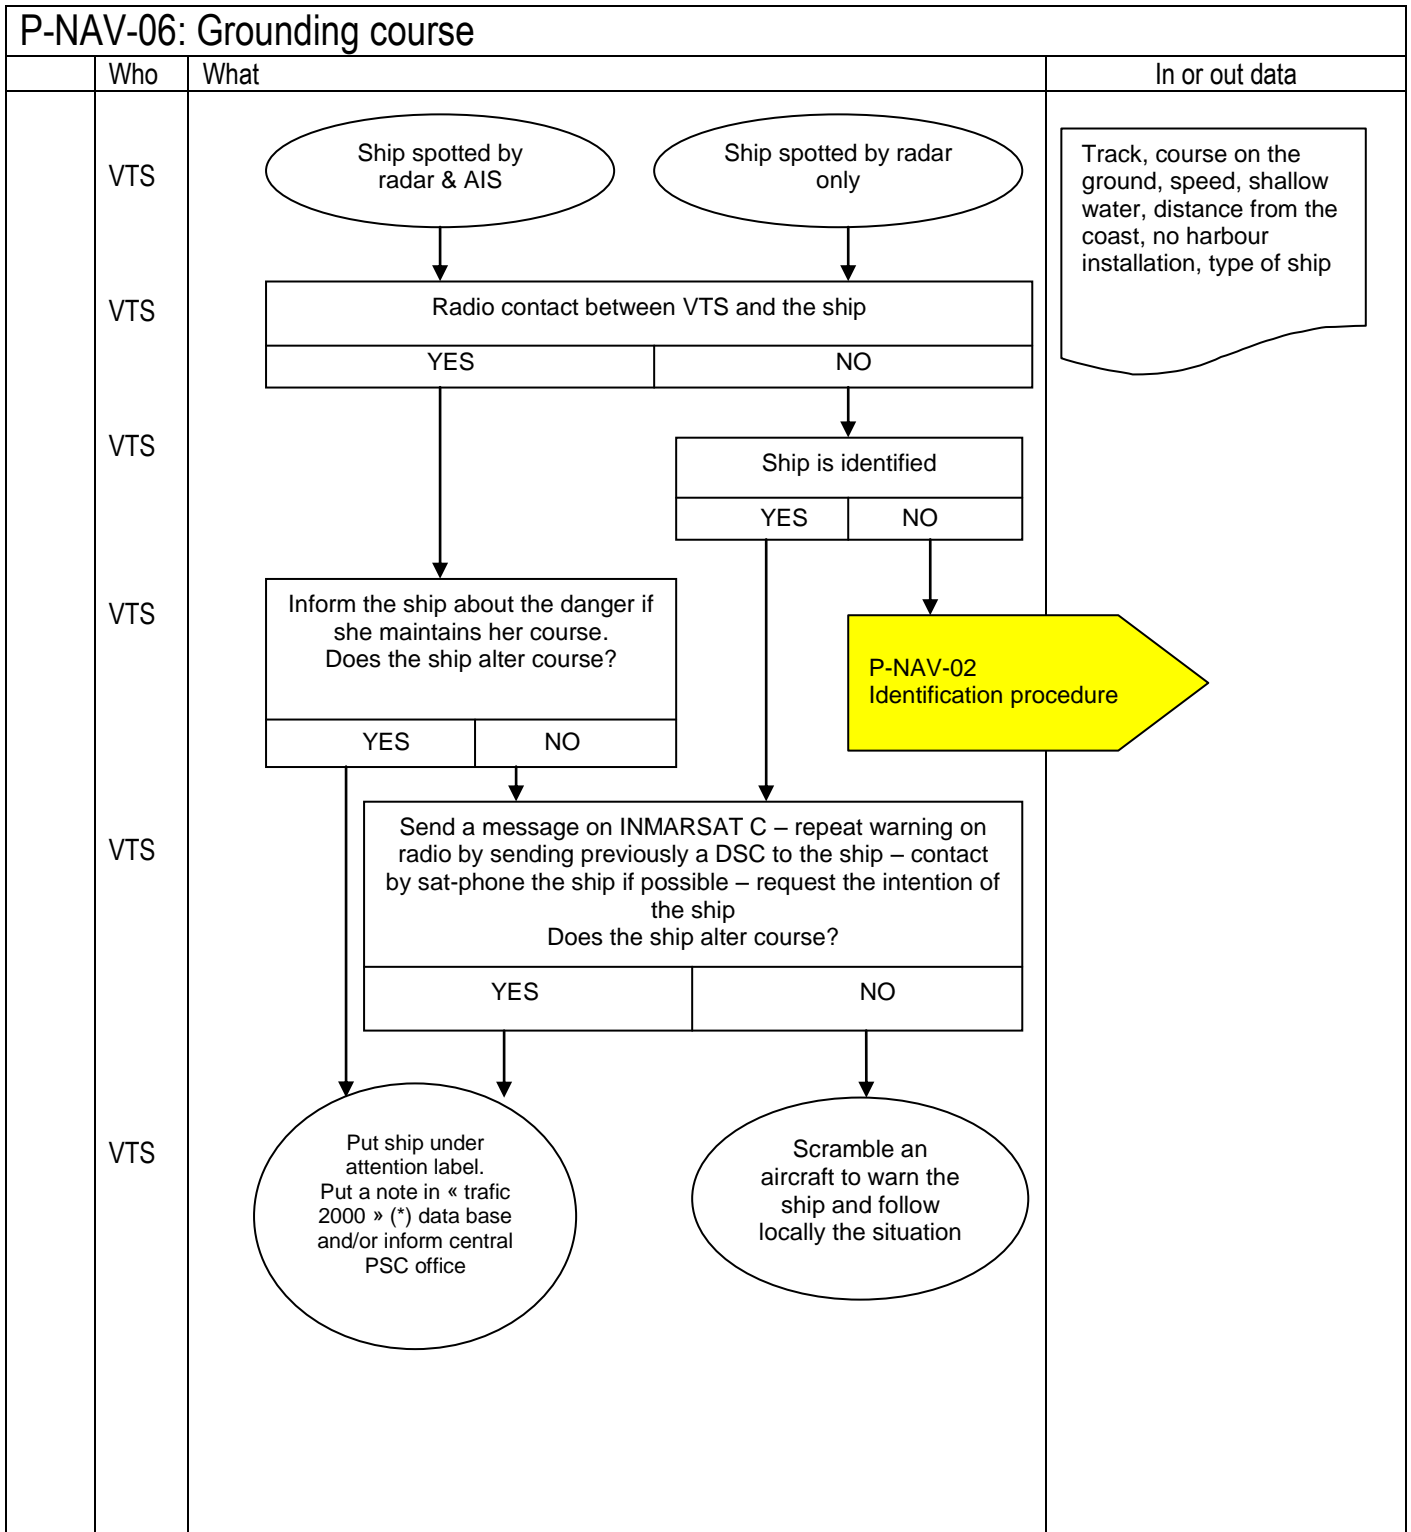 P-NAV-06: Grounding course
Who
What
In or out data
VTS
Ship spotted by
radar & AIS
Ship spotted by radar
only
Track, course on the
ground, speed, shallow
water, distance from the
coast, no harbour
installation, type of ship
VTS
Radio contact between VTS and the ship
YES
NO
VTS
Ship is identified
YES
NO
VTS
Inform the ship about the danger if
she maintains her course.
Does the ship alter course?
YES
NO
P-NAV-02
Identification procedure
VTS
Send a message on INMARSAT C – repeat warning on
radio by sending previously a DSC to the ship – contact
by sat-phone the ship if possible – request the intention of
the ship
Does the ship alter course?
YES
NO
VTS
Put ship under
attention label.
Put a note in « trafic
2000 » (*) data base
and/or inform central
PSC office
Scramble an
aircraft to warn the
ship and follow
locally the situation